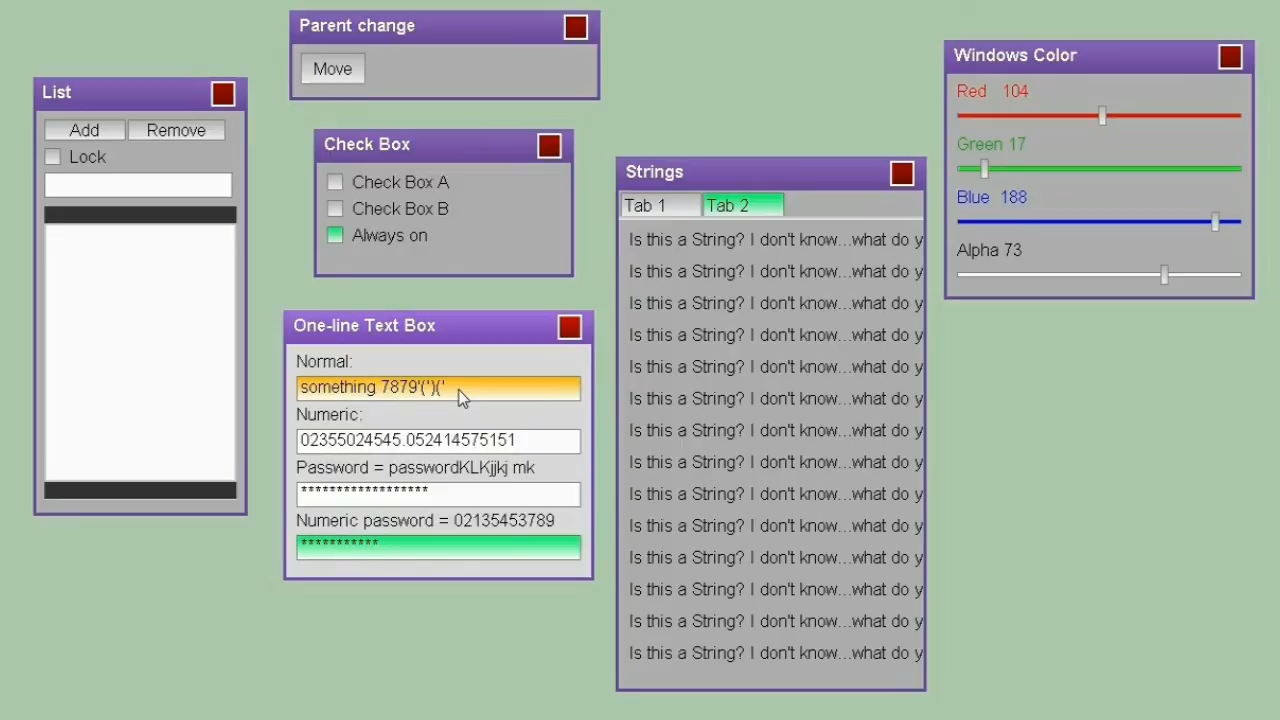 Parent change
Move
List
Add Remove
Lock
Check Box
Check Box A
Check Box B
Always on
One-line Text Box
Normal:
something 7879'(')('
Numeric:
02355024545.052414575151
Password = passwordKLKjjkj mk
******************
Numeric password = 02135453789
***********
Strings
Tab 1 Tab 2
Is this a String? I don't know...what do y
Is this a String? I don't know...what do y
Is this a String? I don't know...what do y
Is this a String? I don't know...what do y
Is this a String? I don't know...what do y
Is this a String? I don't know...what do y
Is this a String? I don't know...what do y
Is this a String? I don't know...what do y
Is this a String? I don't know...what do y
Is this a String? I don't know...what do y
Is this a String? I don't know...what do y
Is this a String? I don't know...what do y
Is this a String? I don't know...what do y
Is this a String? I don't know...what do y
Windows Color
Red 104
Green 17
Blue 188
Alpha 73